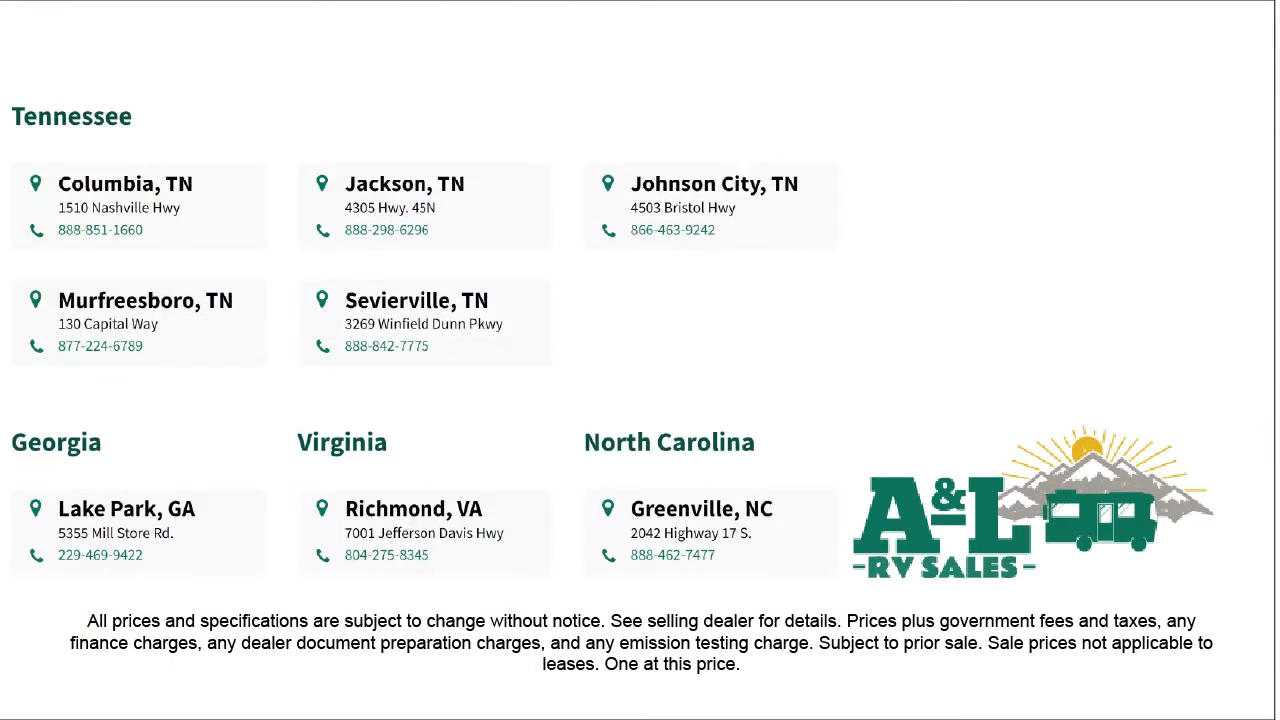 Tennessee
Columbia, TN
1510 Nashville Hwy
888-851-1660
Jackson, TN
4305 Hwy. 45N
888-298-6296
Johnson City, TN
4503 Bristol Hwy
866-463-9242
Murfreesboro, TN
130 Capital Way
877-224-6789
Sevierville, TN
3269 Winfield Dunn Pkwy
888-842-7775
Georgia
Lake Park, GA
5355 Mill Store Rd.
229-469-9422
Virginia
Richmond, VA
7001 Jefferson Davis Hwy
804-275-8345
North Carolina
Greenville, NC
2042 Highway 17 S.
888-462-7477
A&L
-RV SALES-
All prices and specifications are subject to change without notice. See selling dealer for details. Prices plus government fees and taxes, any
finance charges, any dealer document preparation charges, and any emission testing charge. Subject to prior sale. Sale prices not applicable to
leases. One at this price.